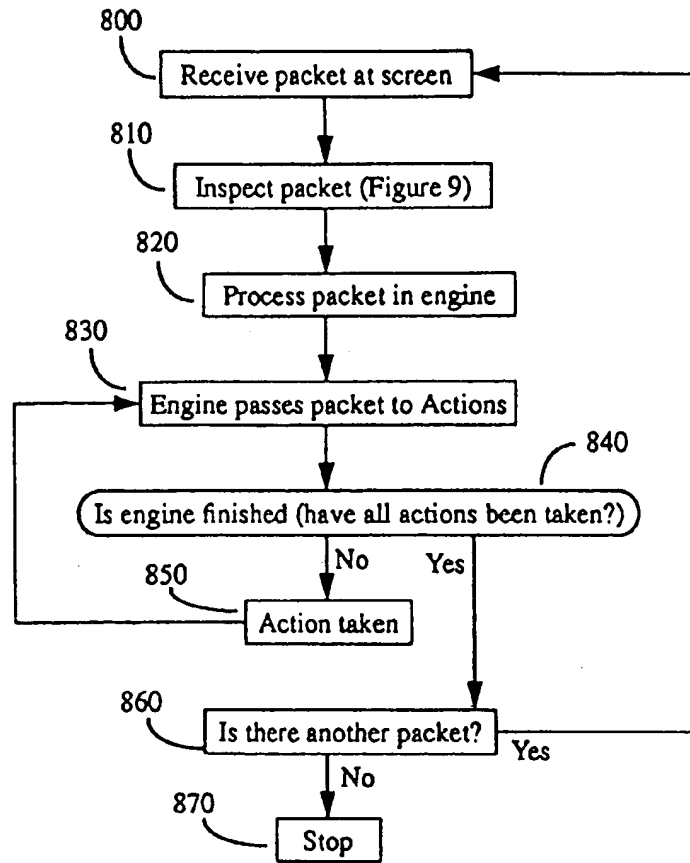 800
Receive packet at screen
810
Inspect packet (Figure 9)
820
Process packet in engine
830
Engine passes packet to Actions
840
Is engine finished (have all actions been taken?)
No
Yes
850
Action taken
860
Is there another packet?
Yes
No
870
Stop